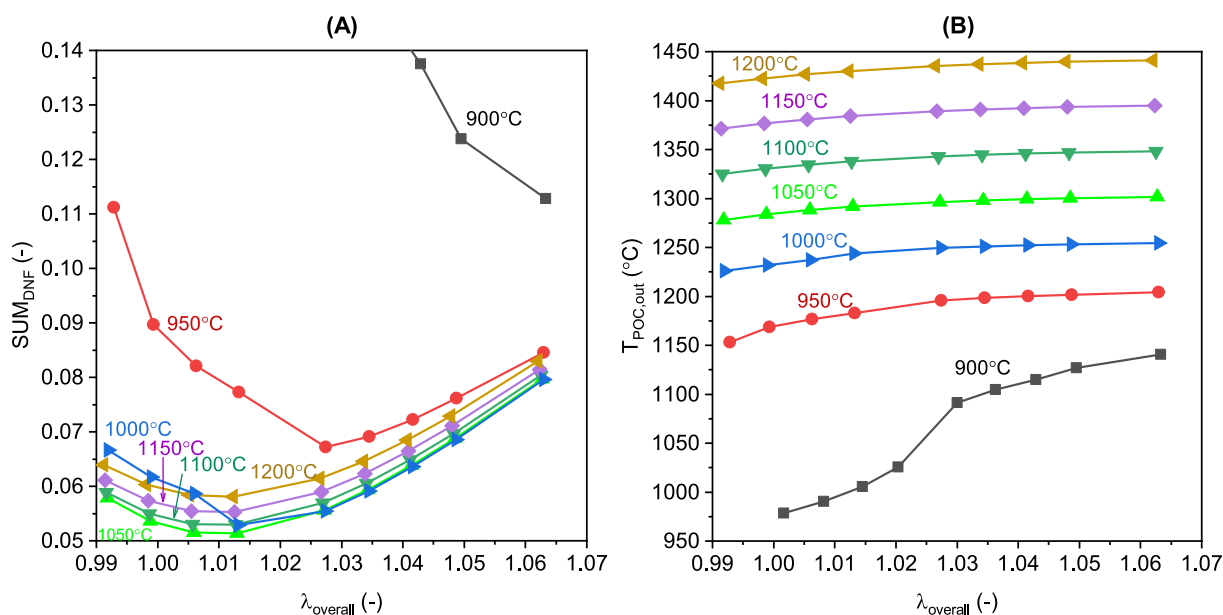 (A)
0.14
0.13
0.12
0.11
0.10
0.09
0.08
0.07
0.06
0.05
SUM_DNF (-)
900°C
950°C
1000°C
1150°C
1100°C
1200°C
1050°C
0.99 1.00 1.01 1.02 1.03 1.04 1.05 1.06 1.07
λ_overall (-)
(B)
1450
1400
1350
1300
1250
1200
1150
1100
1050
1000
950
T_POC,out (°C)
1200°C
1150°C
1100°C
1050°C
1000°C
950°C
900°C
0.99 1.00 1.01 1.02 1.03 1.04 1.05 1.06 1.07
λ_overall (-)